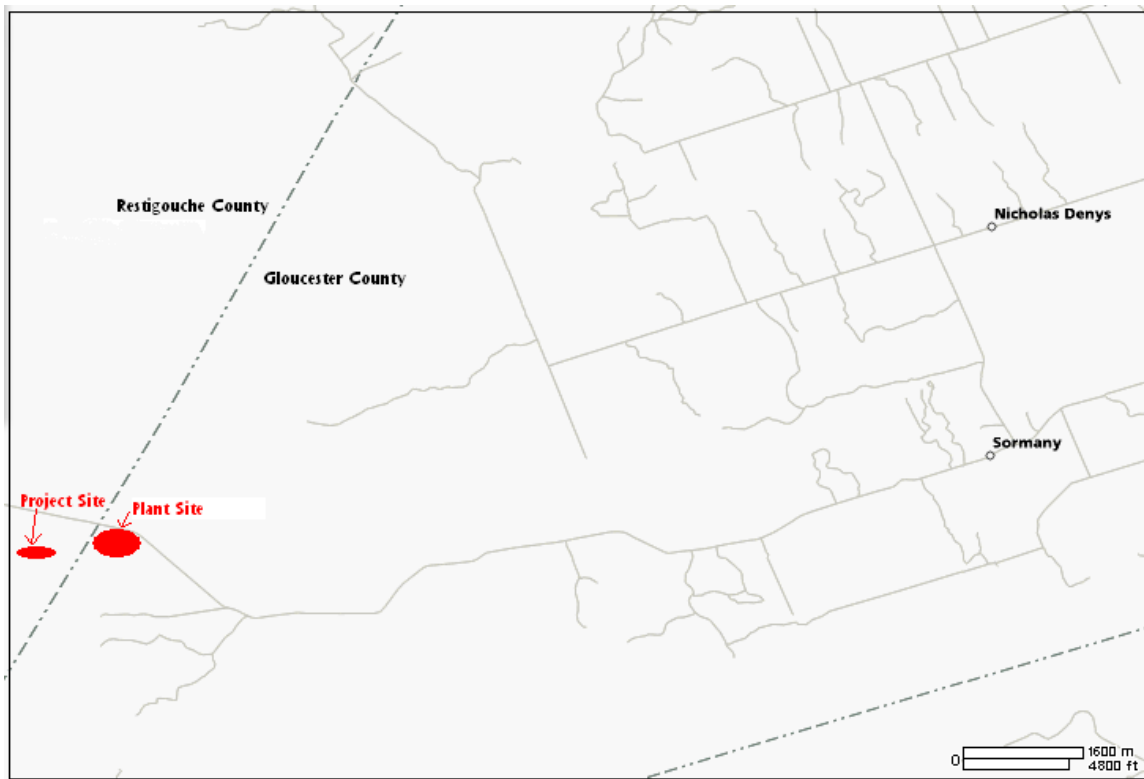 Restigouche County
Nicholas Denys
Gloucester County
Sormany
Project Site
Plant Site
0
1600 m
4800 ft